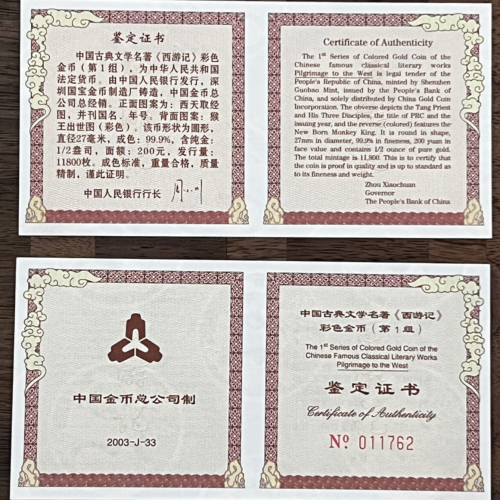 鉴定证书
中国古典文学名著《西游记》彩色
金币（第1组），为中华人民共和国
法定货币。由中国人民银行发行，深
圳国宝金币制造厂铸造，中国金币总
公司总经销。正面图案为：西天取经
图，并刊国名、年号。背面图案：猴
王出世图（彩色）。该币形状为圆形，
直径27毫米，成色：99.9%，含纯金：
1/2盎司，面额：200元，发行量：
11800枚。成色标准，重量合格，质量
精制，谨此证明。
中国人民银行行长
Certificate of Authenticity
The 1st Series of Colored Gold Coin of the
Chinese famous classical literary works
Pilgrimage to the West is legal tender of the
People's Republic of China, minted by Shenzhen
Guobao Mint, issued by the People's Bank of
China, and solely distributed by China Gold Coin
Incorporation. The obverse depicts the Tang Priest
and His Three Disciples, the title of PRC and the
issuing year, and the reverse (colored) features the
New Born Monkey King. It is round in shape,
27mm in diameter, 99.9% in fineness, 200 yuan in
face value and contains 1/2 ounce of pure gold.
The total mintage is 11,800. This is to certify that
the coin is proof in quality and is up to standard as
to its fineness and weight.
Zhou Xiaochuan
Governor
The People's Bank of China
中国金币总公司制
2003-J-33
中国古典文学名著《西游记》
彩色金币（第1组）
The 1st Series of Colored Gold Coin of the
Chinese Famous Classical Literary Works
Pilgrimage to the West
鉴定证书
Certificate of Authenticity
Nº 011762